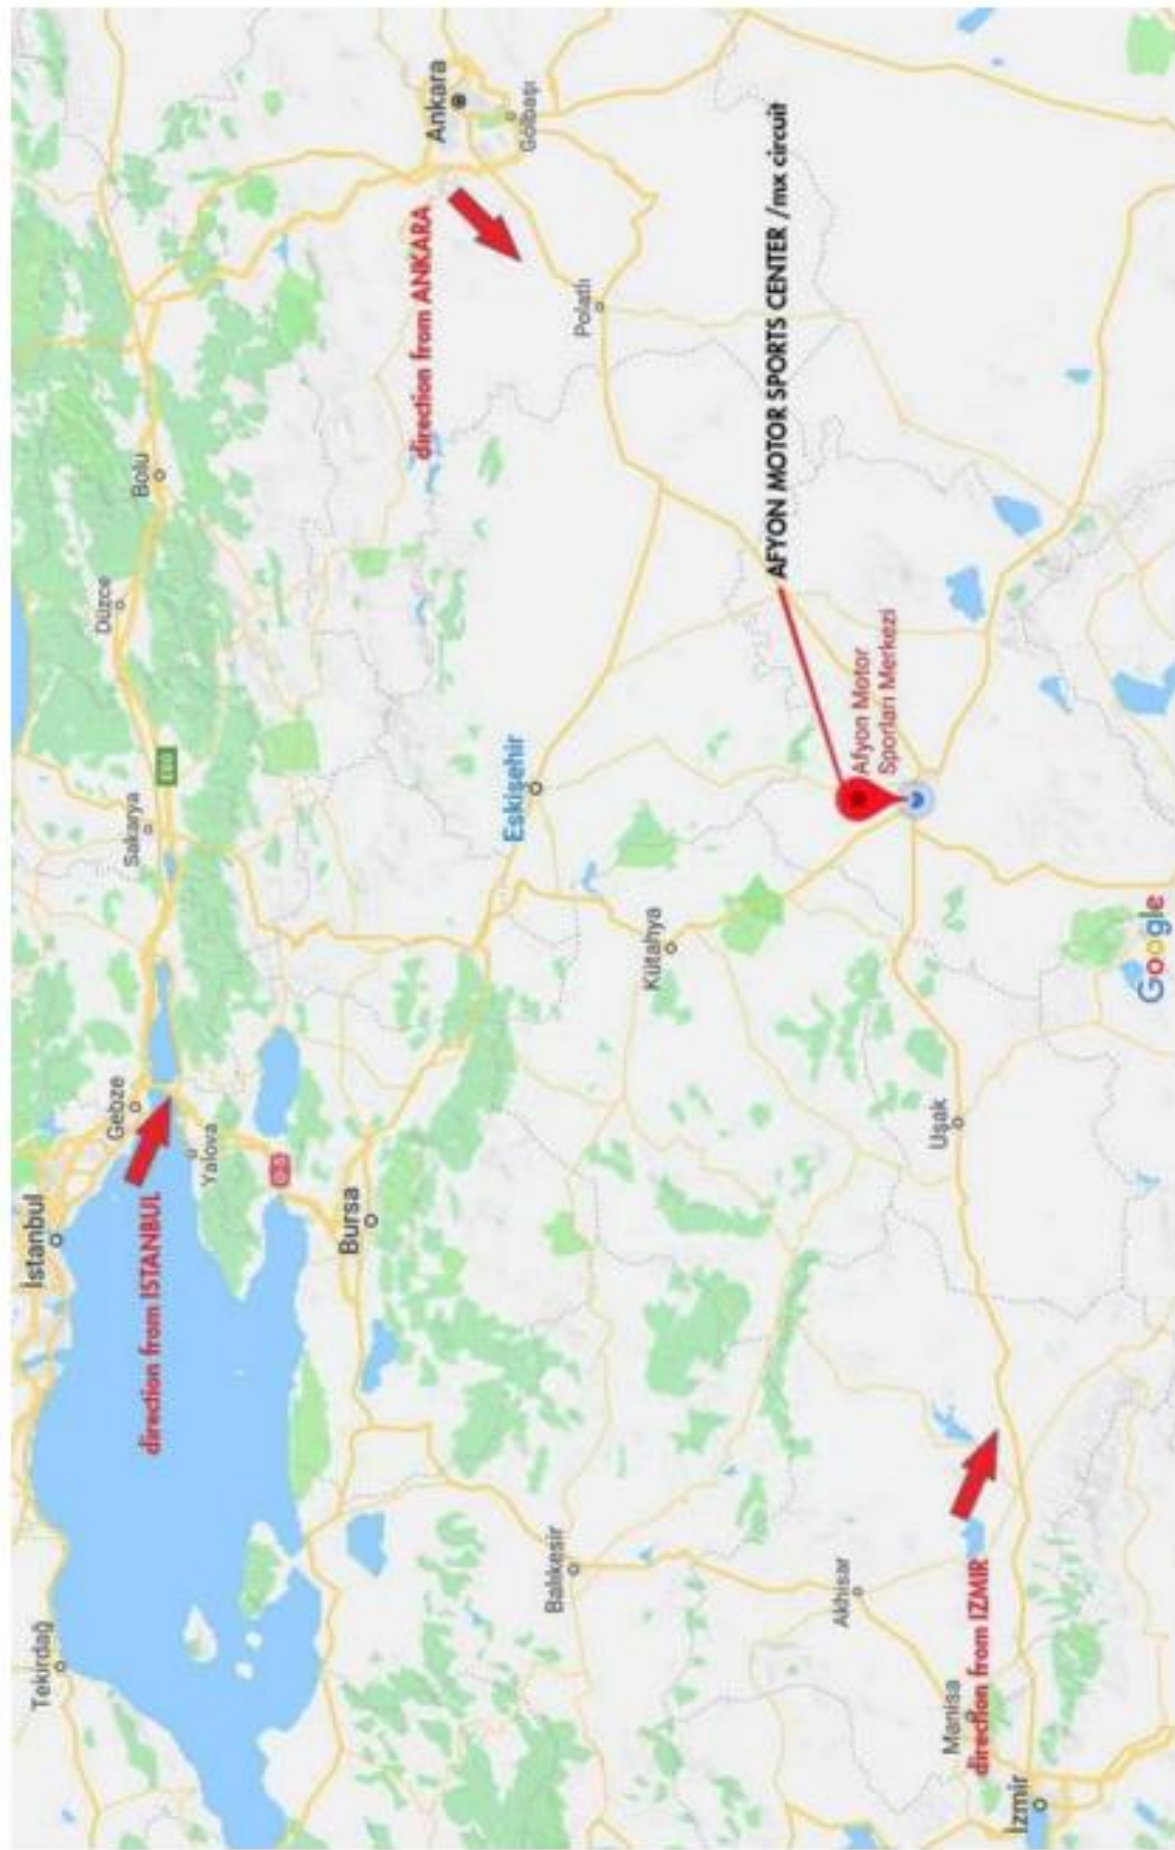 İstanbul
Tekirdağ
Gebze
direction from ISTANBUL
Yalova
Sakarya
E80
Düzce
Bolu
O-5
Bursa
Ankara
Gölbaşı
direction from ANKARA
Polatlı
Eskişehir
Balıkesir
Kütahya
AFYON MOTOR SPORTS CENTER /mx circuit
Afyon Motor
Sporları Merkezi
Akhisar
Uşak
Manisa
direction from IZMIR
İzmir
Google